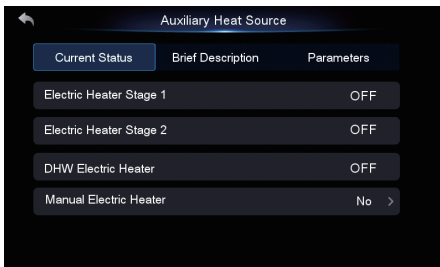 Auxiliary Heat Source
Current Status Brief Description Parameters
Electric Heater Stage 1 OFF
Electric Heater Stage 2 OFF
DHW Electric Heater OFF
Manual Electric Heater No >